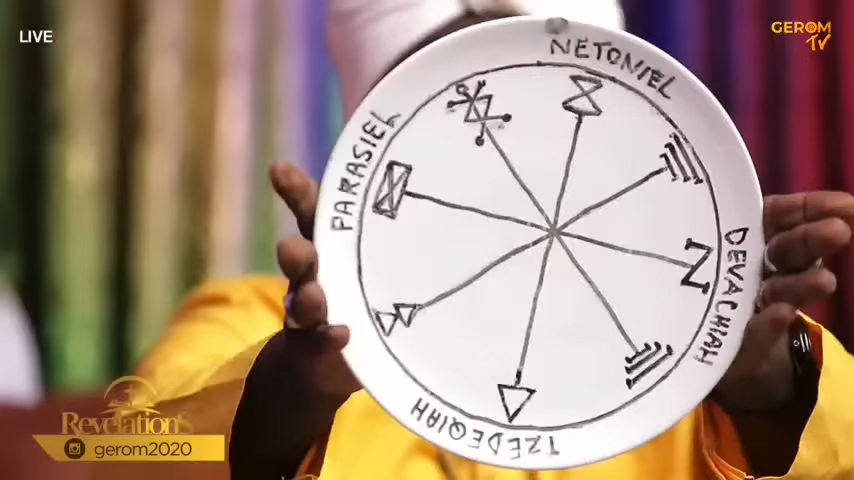 LIVE
GEROM
TV
NETONIEL
PARASIEL
DEVACHIAH
TZEDEQIAH
Revelations
gerom2020